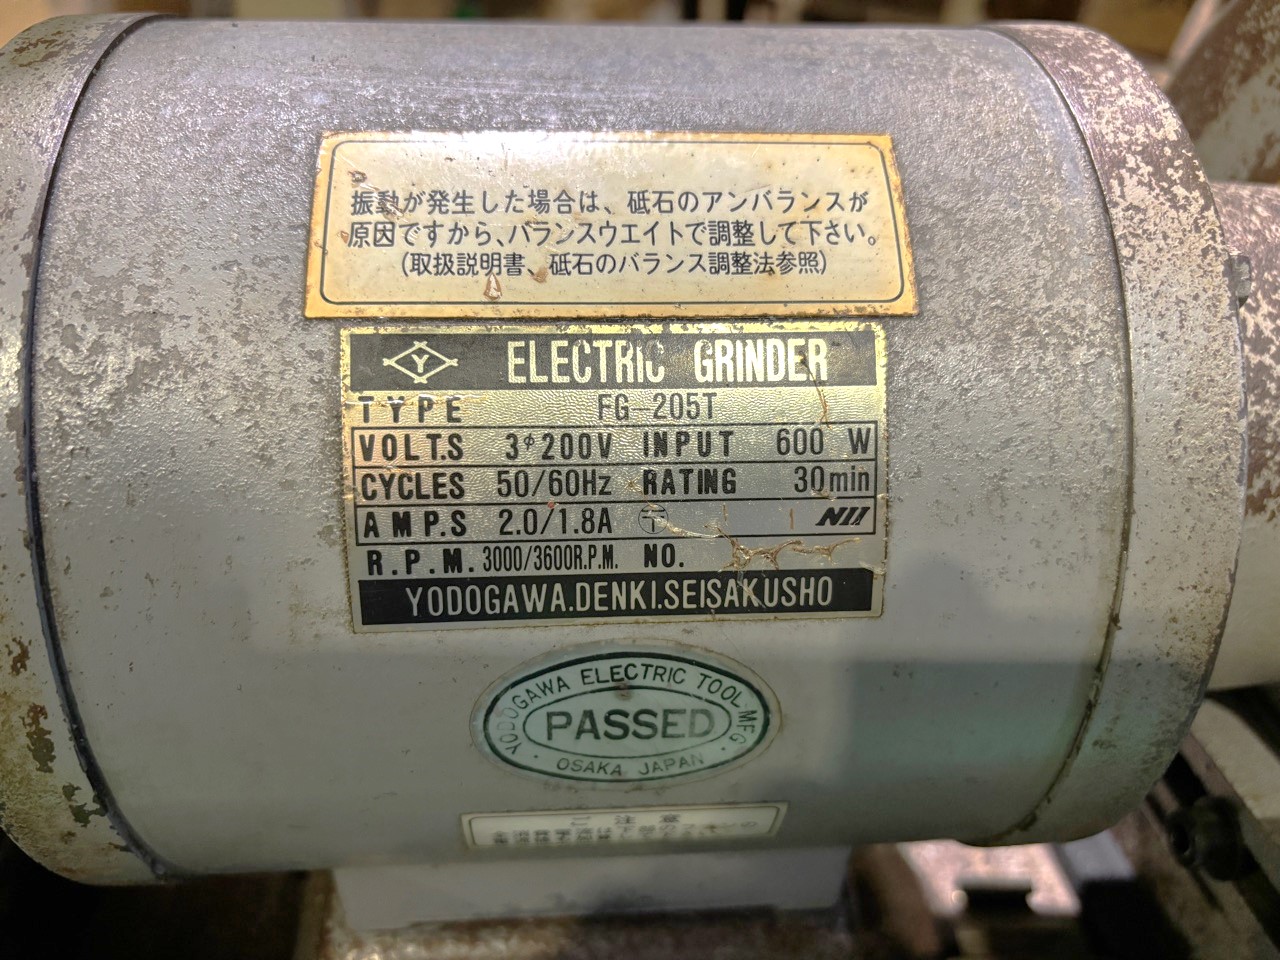 振動が発生した場合は、砥石のアンバランスが
原因ですから、バランスウエイトで調整して下さい。
(取扱説明書、砥石のバランス調整法参照)
Y ELECTRIC GRINDER
TYPE FG-205T
VOLT.S 3φ200V INPUT 600 W
CYCLES 50/60Hz RATING 30min
AMP.S 2.0/1.8A 〒
R.P.M. 3000/3600R.P.M. NO.
YODOGAWA.DENKI.SEISAKUSHO
YODOGAWA ELECTRIC TOOL MFG
PASSED
OSAKA JAPAN
ご注意